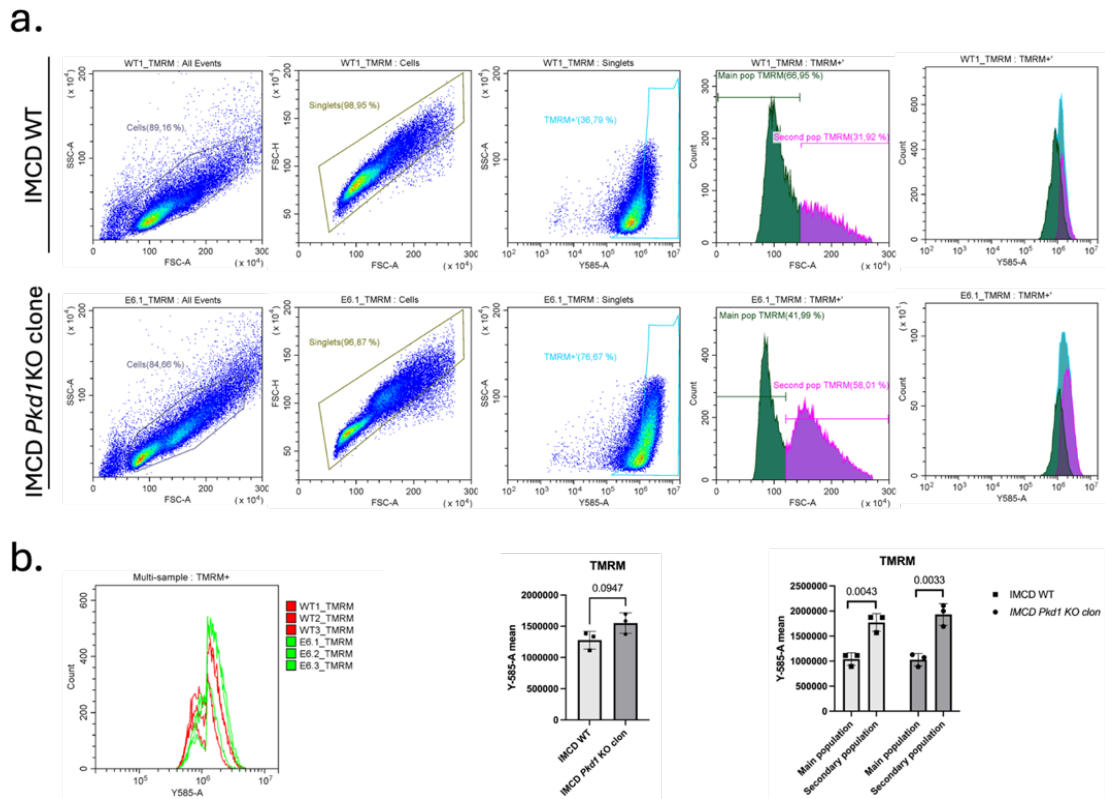 a.
IMCD WT
WT1_TMRM : All Events
(x 10⁴)
200
100
SSC-A
Cells(89,16 %)
100 200 300
FSC-A
(x 10⁴)
WT1_TMRM : Cells
(x 10⁴)
200
150
100
50
FSC-H
Singlets(98,95 %)
100 200 300
FSC-A
(x 10⁴)
WT1_TMRM : Singlets
(x 10⁴)
200
100
SSC-A
TMRM+'(36,79 %)
10² 10³ 10⁴ 10⁵ 10⁶ 10⁷
Y585-A
WT1_TMRM : TMRM+'
Main pop TMRM(66,95 %)
Second pop TMRM(31,92 %)
300
200
100
0
Count
0 100 200 300
FSC-A
(x 10⁴)
WT1_TMRM : TMRM+'
600
400
200
0
Count
10² 10³ 10⁴ 10⁵ 10⁶ 10⁷
Y585-A
IMCD Pkd1KO clone
E6.1_TMRM : All Events
(x 10⁴)
200
100
SSC-A
Cells(84,66 %)
100 200 300
FSC-A
(x 10⁴)
E6.1_TMRM : Cells
(x 10⁴)
200
150
100
50
FSC-H
Singlets(96,87 %)
100 200 300
FSC-A
(x 10⁴)
E6.1_TMRM : Singlets
(x 10⁴)
200
100
SSC-A
TMRM+'(76,67 %)
10² 10³ 10⁴ 10⁵ 10⁶ 10⁷
Y585-A
E6.1_TMRM : TMRM+'
Main pop TMRM(41,99 %)
Second pop TMRM(58,01 %)
400
200
0
Count
0 100 200 300
FSC-A
(x 10⁴)
E6.1_TMRM : TMRM+'
(x 10¹)
100
50
0
Count
10² 10³ 10⁴ 10⁵ 10⁶ 10⁷
Y585-A
b.
Multi-sample : TMRM+
600
400
200
0
Count
10⁵ 10⁶ 10⁷
Y585-A
WT1_TMRM
WT2_TMRM
WT3_TMRM
E6.1_TMRM
E6.2_TMRM
E6.3_TMRM
TMRM
0.0947
2000000
1500000
1000000
500000
0
Y-585-A mean
IMCD WT
IMCD Pkd1 KO clon
TMRM
0.0043
0.0033
2500000
2000000
1500000
1000000
500000
0
Y-585-A mean
Main population
Secondary population
Main population
Secondary population
IMCD WT
IMCD Pkd1 KO clon